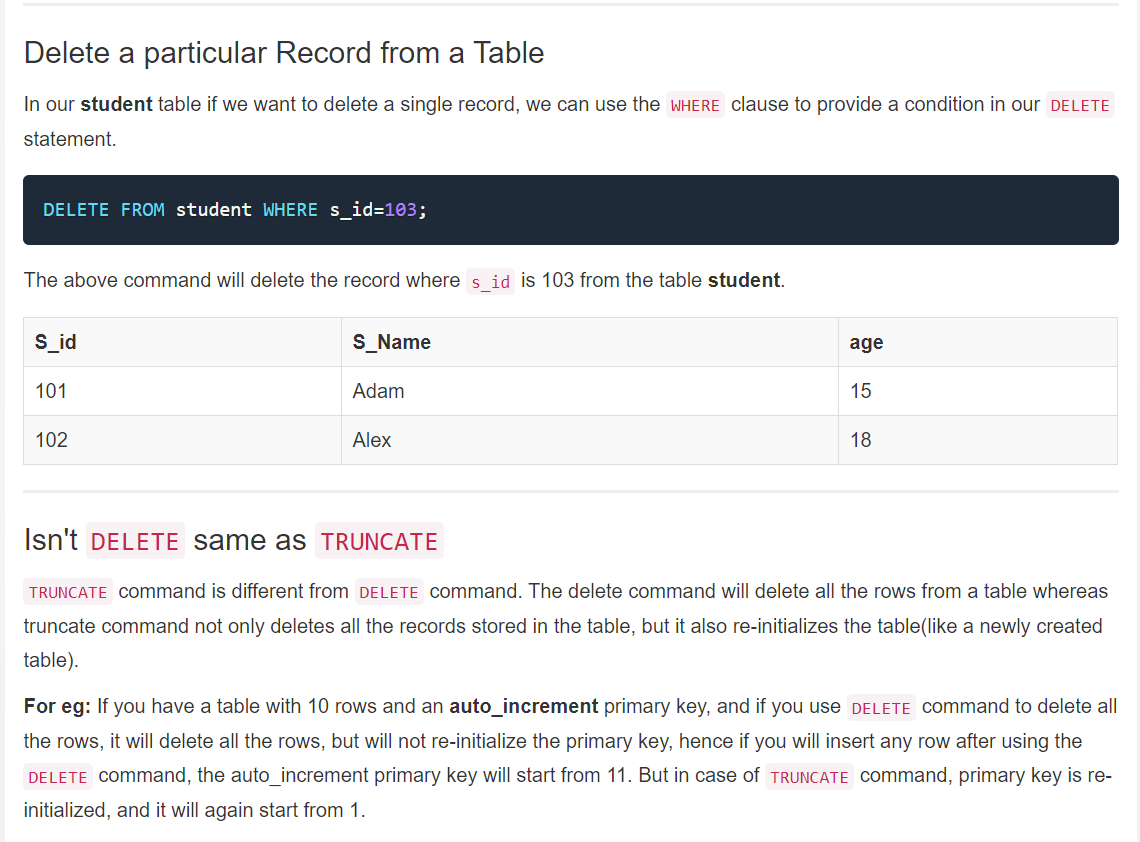 Delete a particular Record from a Table
In our student table if we want to delete a single record, we can use the WHERE clause to provide a condition in our DELETE
statement.
DELETE FROM student WHERE s_id=103;
The above command will delete the record where s_id is 103 from the table student.
S_id S_Name age
101 Adam 15
102 Alex 18
Isn't DELETE same as TRUNCATE
TRUNCATE command is different from DELETE command. The delete command will delete all the rows from a table whereas
truncate command not only deletes all the records stored in the table, but it also re-initializes the table(like a newly created
table).
For eg: If you have a table with 10 rows and an auto_increment primary key, and if you use DELETE command to delete all
the rows, it will delete all the rows, but will not re-initialize the primary key, hence if you will insert any row after using the
DELETE command, the auto_increment primary key will start from 11. But in case of TRUNCATE command, primary key is re-
initialized, and it will again start from 1.